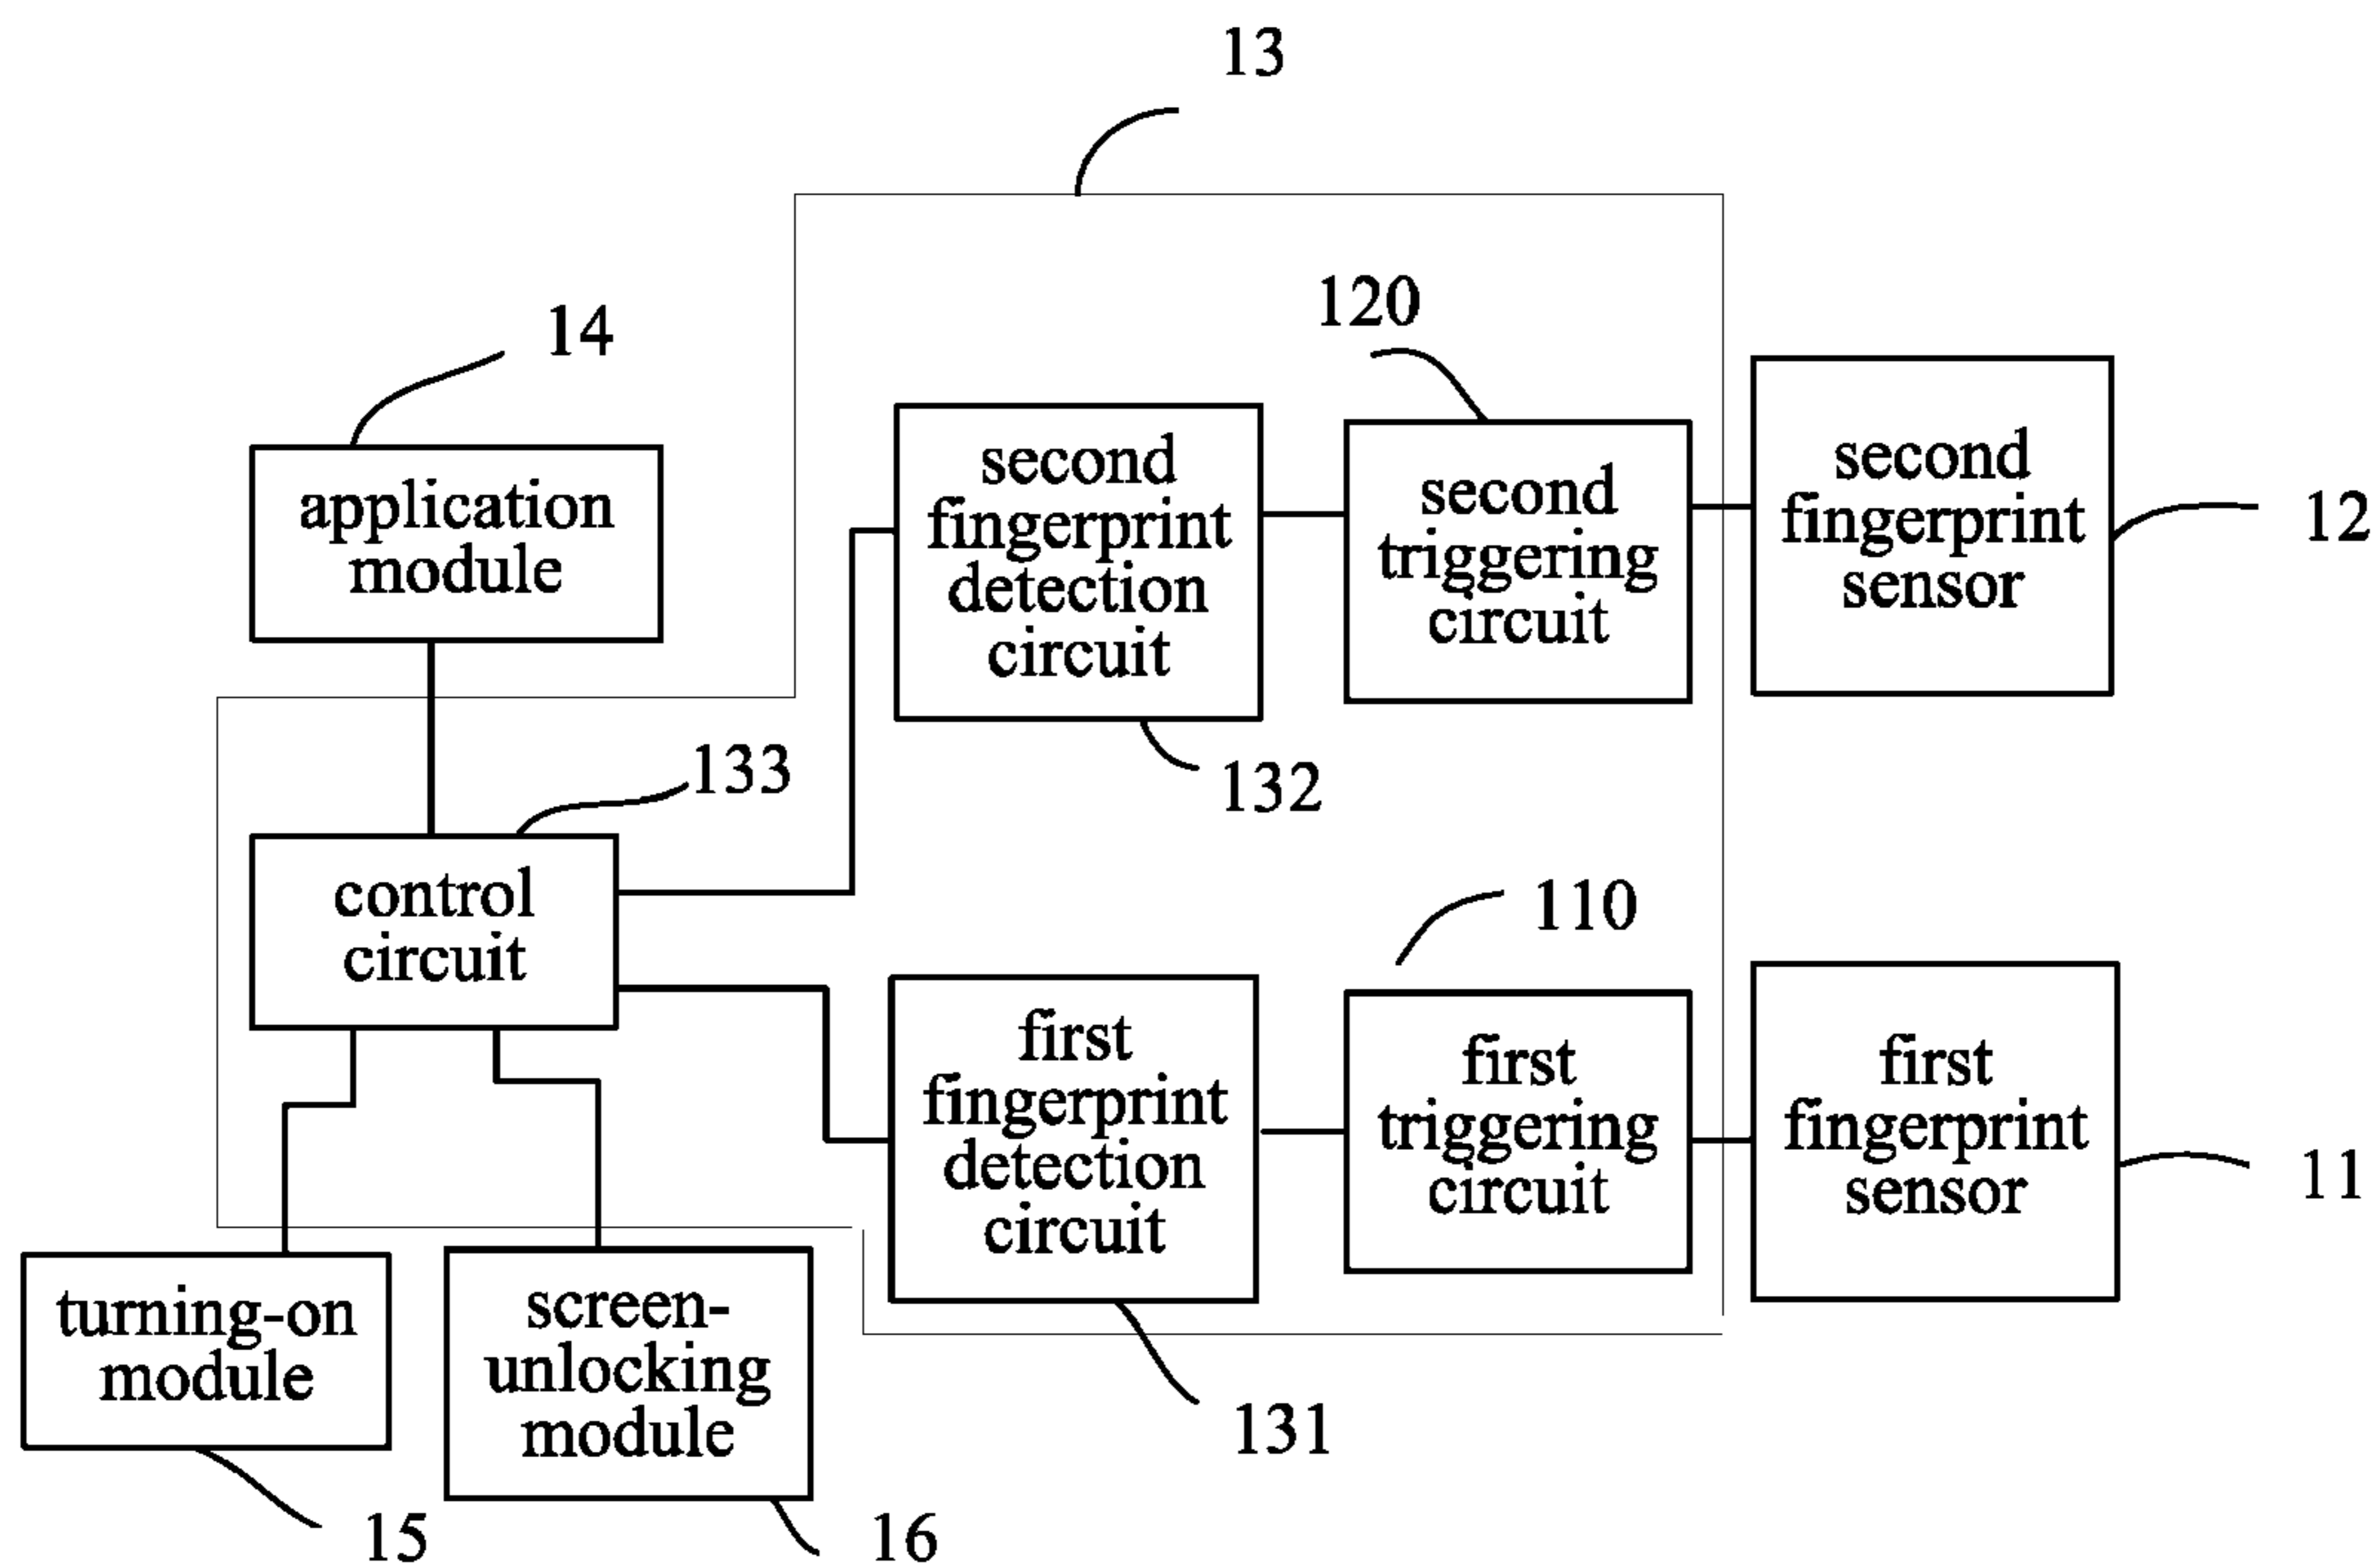 13
120
14
second
fingerprint
detection
circuit
second
triggering
circuit
second
fingerprint
sensor
12
application
module
133
132
control
circuit
110
first
fingerprint
detection
circuit
first
triggering
circuit
first
fingerprint
sensor
11
turning-on
module
screen-
unlocking
module
131
15
16